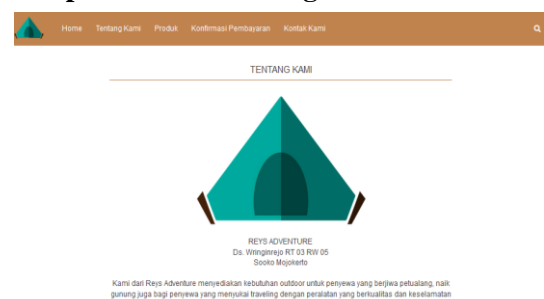 Home Tentang Kami Produk Konfirmasi Pembayaran Kontak Kami
TENTANG KAMI
REYS ADVENTURE
Ds. Wringinrejo RT 03 RW 05
Sooko Mojokerto
Kami dari Reys Adventure menyediakan kebutuhan outdoor untuk penyewa yang berjiwa petualang, naik
gunung juga bagi penyewa yang menyukai traveling dengan peralatan yang berkualitas dan keselamatan